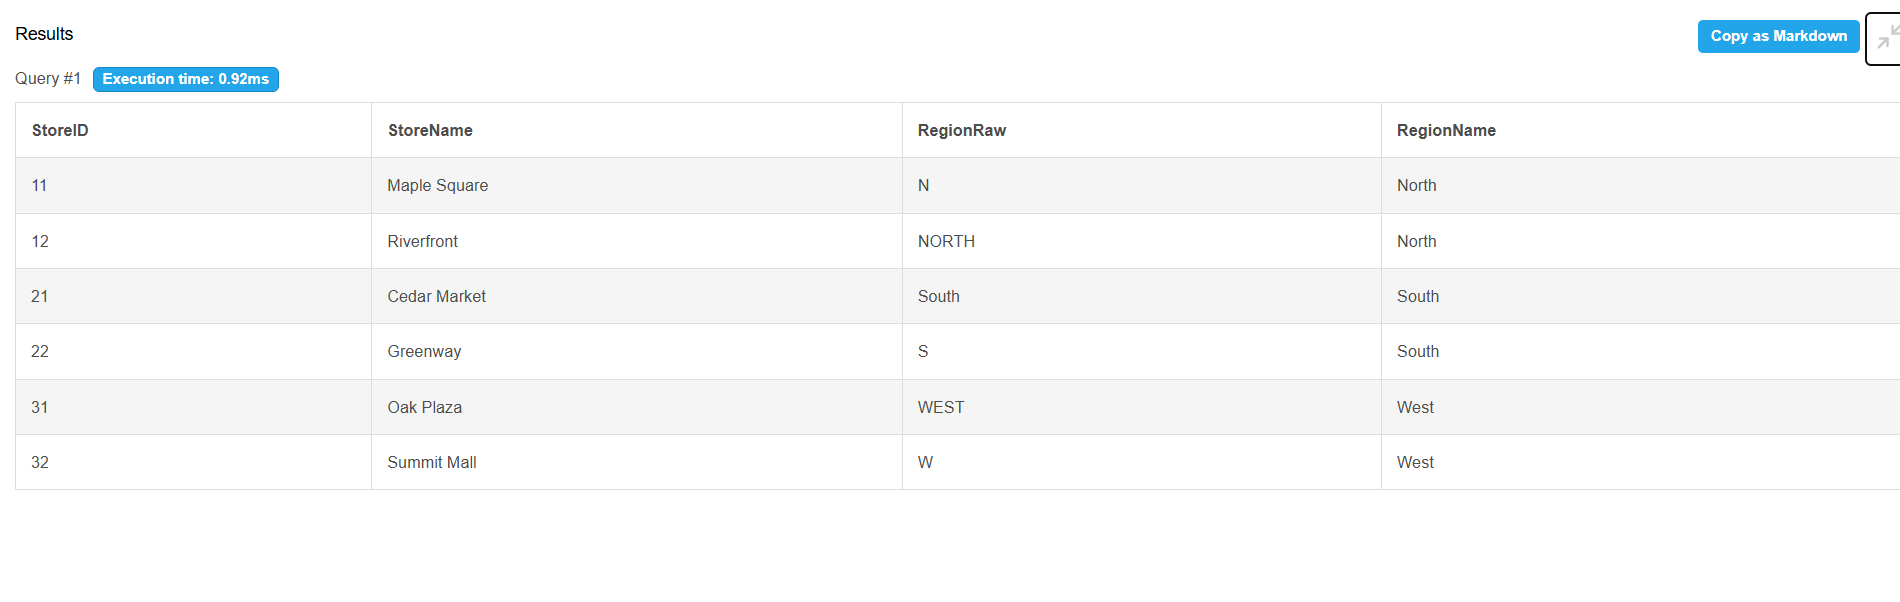 Results
Copy as Markdown
Query #1 Execution time: 0.92ms
StoreID StoreName RegionRaw RegionName
11 Maple Square N North
12 Riverfront NORTH North
21 Cedar Market South South
22 Greenway S South
31 Oak Plaza WEST West
32 Summit Mall W West